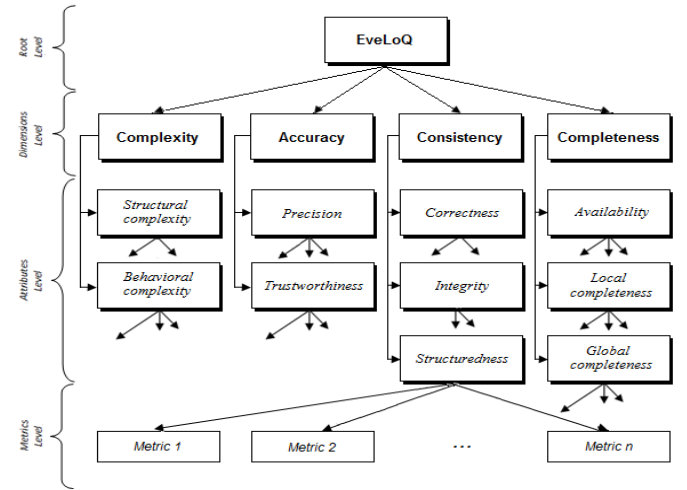 Root
Level
EveLoQ
Dimensions
Level
Complexity
Accuracy
Consistency
Completeness
Attributes
Level
Structural
complexity
Precision
Correctness
Availability
Behavioral
complexity
Trustworthiness
Integrity
Local
completeness
Structuredness
Global
completeness
Metrics
Level
Metric 1
Metric 2
...
Metric n